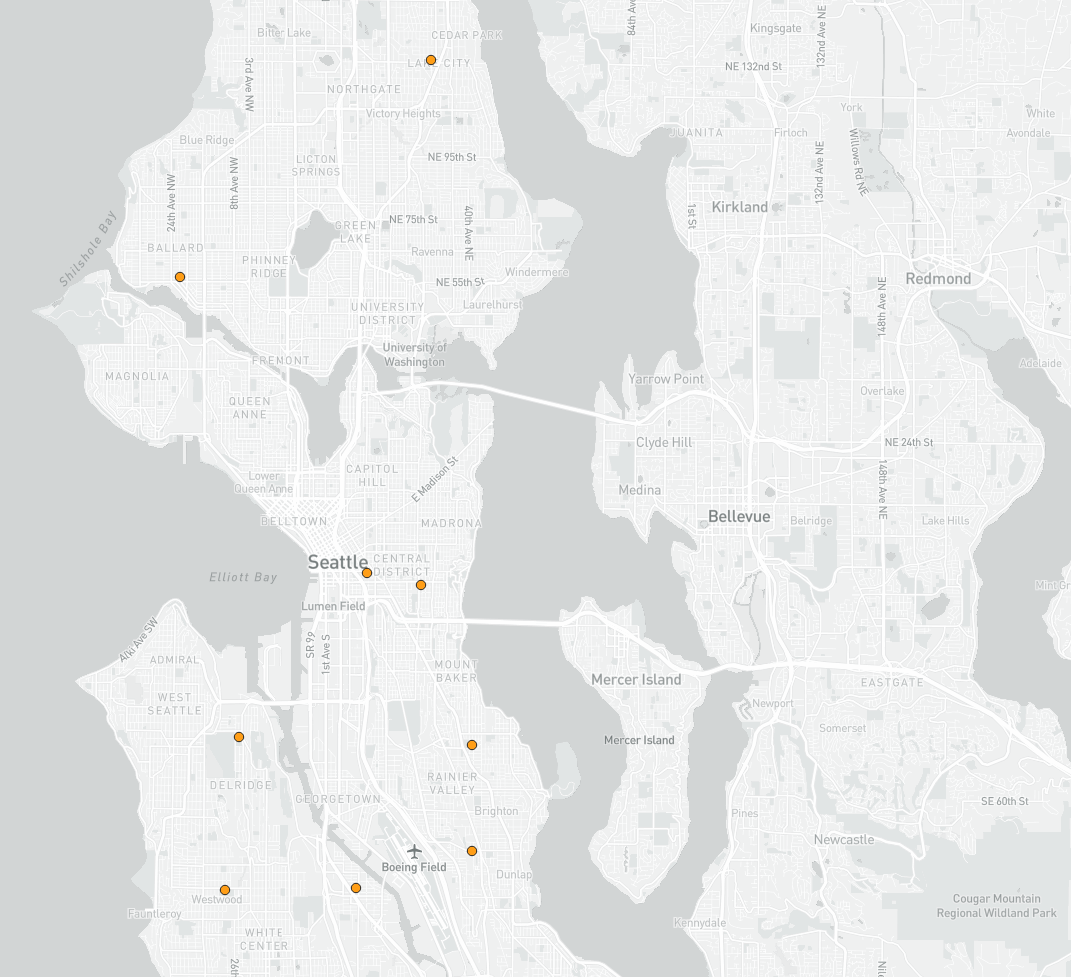 84th Ave
Bitter Lake
CEDAR PARK
Kingsgate
132nd Ave NE
LAKE CITY
NE 132nd St
3rd Ave NW
NORTHGATE
Victory Heights
York
White
Blue Ridge
JUANITA
Firloch
Avondale
LICTON
SPRINGS
NE 95th St
8th Ave NW
24th Ave NW
Willows Rd NE
132nd Ave NE
Kirkland
1st St
GREEN
LAKE
NE 75th St
40th Ave NE
Shilshole Bay
BALLARD
PHINNEY
RIDGE
Ravenna
Windermere
NE 55th St
Redmond
148th Ave NE
UNIVERSITY
DISTRICT
Laurelhurst
University of
Washington
FREMONT
Adelaide
MAGNOLIA
Yarrow Point
Overlake
QUEEN
ANNE
Clyde Hill
NE 24th St
Lower
Queen Anne
CAPITOL
HILL
E Madison St
Medina
148th Ave NE
BELLTOWN
MADRONA
Bellevue
Belridge
Lake Hills
Seattle
CENTRAL
DISTRICT
Elliott Bay
Mint Gr
Lumen Field
Alki Ave SW
SR 99
1st Ave S
ADMIRAL
MOUNT
BAKER
Mercer Island
EASTGATE
WEST
SEATTLE
Newport
Somerset
Mercer Island
DELRIDGE
RAINIER
VALLEY
GEORGETOWN
Brighton
SE 60th St
Pines
Newcastle
Boeing Field
Dunlap
Westwood
Fauntleroy
Cougar Mountain
Regional Wildland Park
Kennydale
WHITE
CENTER
26th